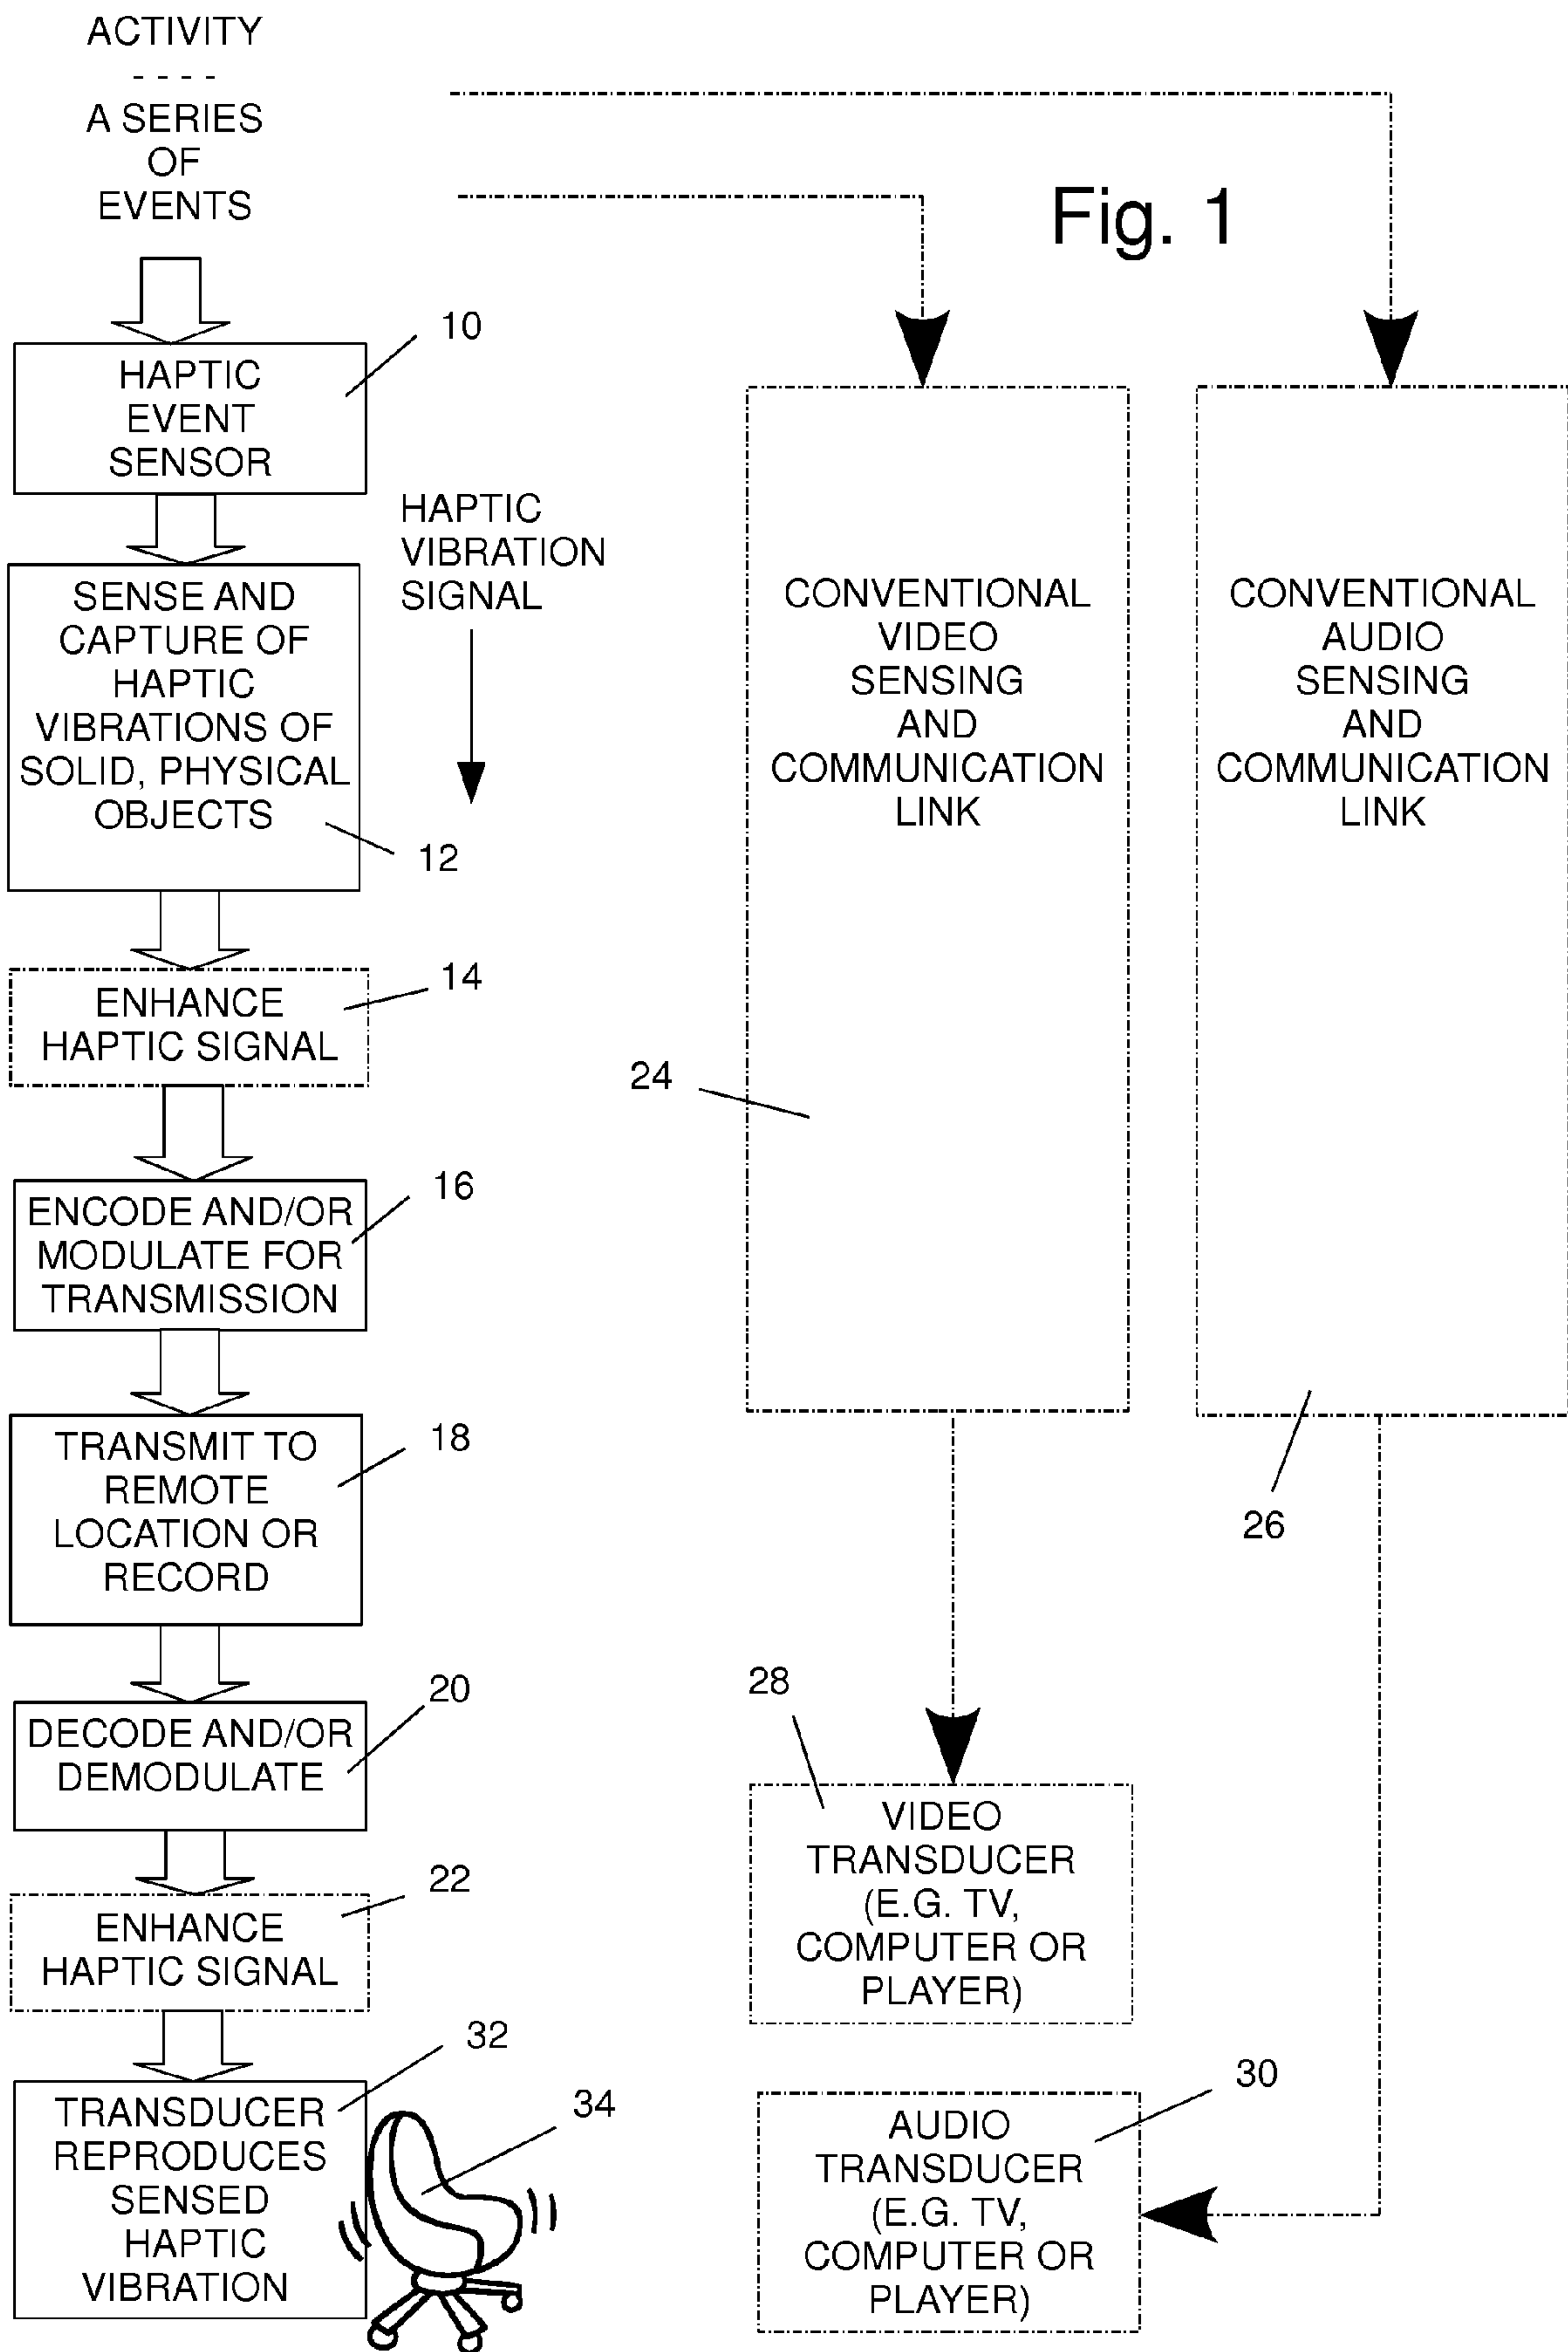 ACTIVITY
- - - -
A SERIES
OF
EVENTS
Fig. 1
10
HAPTIC
EVENT
SENSOR
HAPTIC
VIBRATION
SIGNAL
SENSE AND
CAPTURE OF
HAPTIC
VIBRATIONS OF
SOLID, PHYSICAL
OBJECTS
12
14
ENHANCE
HAPTIC SIGNAL
16
ENCODE AND/OR
MODULATE FOR
TRANSMISSION
18
TRANSMIT TO
REMOTE
LOCATION OR
RECORD
20
DECODE AND/OR
DEMODULATE
22
ENHANCE
HAPTIC SIGNAL
32
TRANSDUCER
REPRODUCES
SENSED
HAPTIC
VIBRATION
34
CONVENTIONAL
VIDEO
SENSING
AND
COMMUNICATION
LINK
24
28
VIDEO
TRANSDUCER
(E.G. TV,
COMPUTER OR
PLAYER)
CONVENTIONAL
AUDIO
SENSING
AND
COMMUNICATION
LINK
26
30
AUDIO
TRANSDUCER
(E.G. TV,
COMPUTER OR
PLAYER)